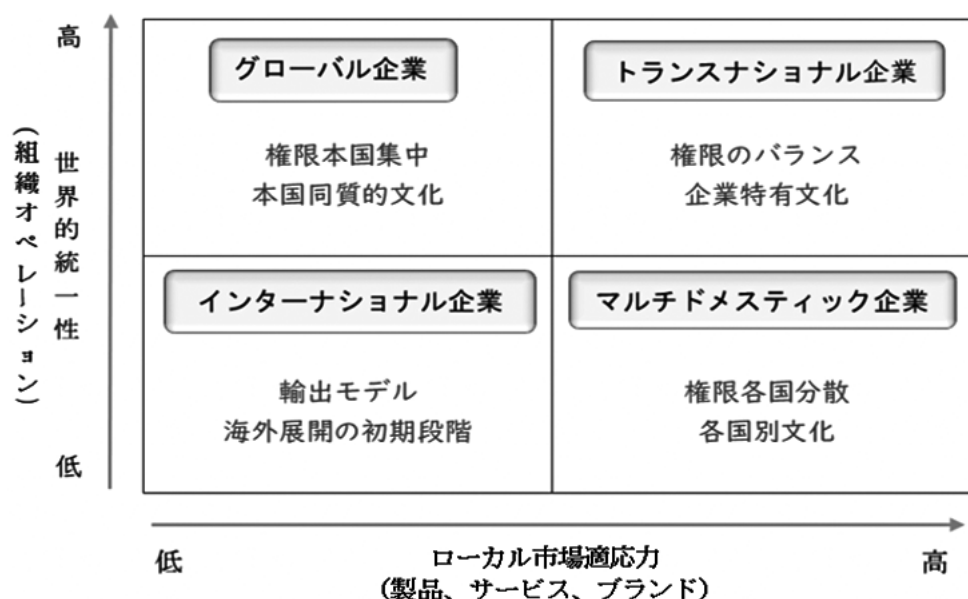 高
世界的統一性
(組織オペレーション)
低
グローバル企業
権限本国集中
本国同質的文化
トランスナショナル企業
権限のバランス
企業特有文化
インターナショナル企業
輸出モデル
海外展開の初期段階
マルチドメスティック企業
権限各国分散
各国別文化
低
ローカル市場適応力
(製品、サービス、ブランド)
高